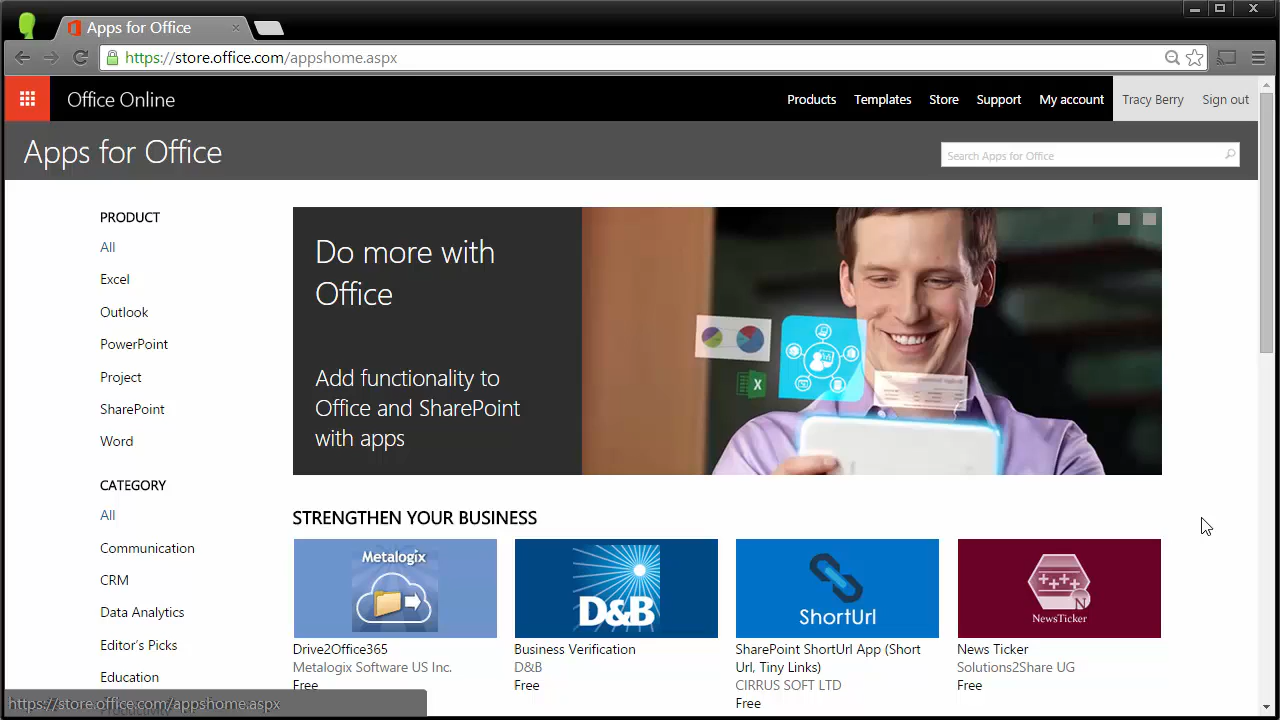 Apps for Office
https://store.office.com/appshome.aspx
Office Online
Products
Templates
Store
Support
My account
Tracy Berry
Sign out
Apps for Office
Search Apps for Office
PRODUCT
All
Excel
Outlook
PowerPoint
Project
SharePoint
Word
CATEGORY
All
Communication
CRM
Data Analytics
Editor's Picks
Education
Do more with
Office
Add functionality to
Office and SharePoint
with apps
X
STRENGTHEN YOUR BUSINESS
Metalogix
Drive2Office365
Metalogix Software US Inc.
Free
D&B
Business Verification
D&B
Free
ShortUrl
SharePoint ShortUrl App (Short
Url, Tiny Links)
CIRRUS SOFT LTD
Free
N
NewsTicker
News Ticker
Solutions2Share UG
Free
https://store.office.com/appshome.aspx